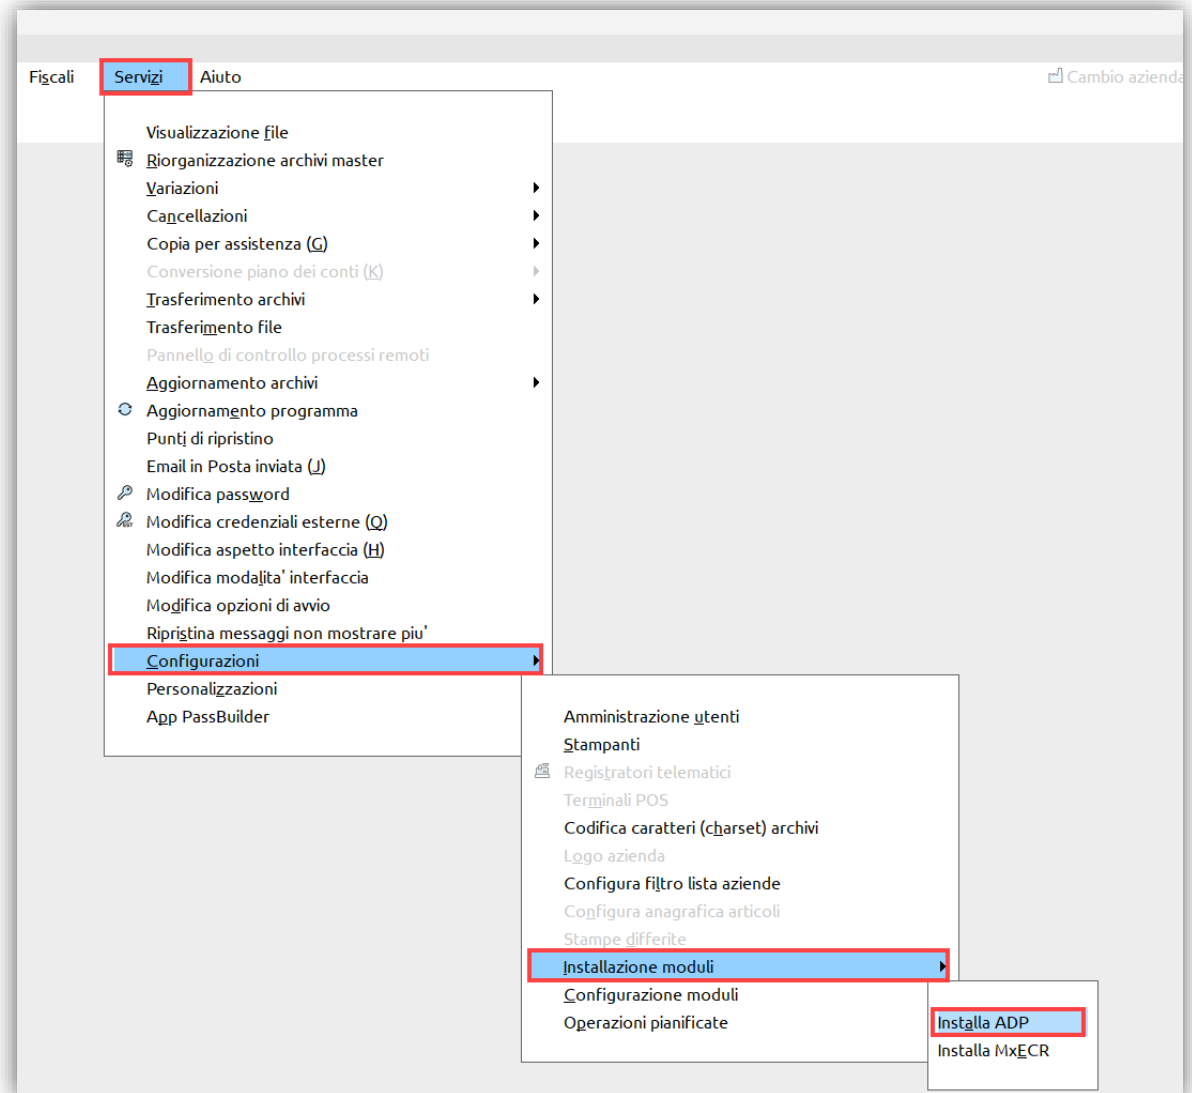 Fiscali Servizi Aiuto Cambio azienda
Visualizzazione file
Riorganizzazione archivi master
Variazioni
Cancellazioni
Copia per assistenza (G)
Conversione piano dei conti (K)
Trasferimento archivi
Trasferimento file
Pannello di controllo processi remoti
Aggiornamento archivi
Aggiornamento programma
Punti di ripristino
Email in Posta inviata (J)
Modifica password
Modifica credenziali esterne (Q)
Modifica aspetto interfaccia (H)
Modifica modalita' interfaccia
Modifica opzioni di avvio
Ripristina messaggi non mostrare piu'
Configurazioni
Personalizzazioni
App PassBuilder
Amministrazione utenti
Stampanti
Registratori telematici
Terminali POS
Codifica caratteri (charset) archivi
Logo azienda
Configura filtro lista aziende
Configura anagrafica articoli
Stampe differite
Installazione moduli
Configurazione moduli
Operazioni pianificate
Installa ADP
Installa MxECR